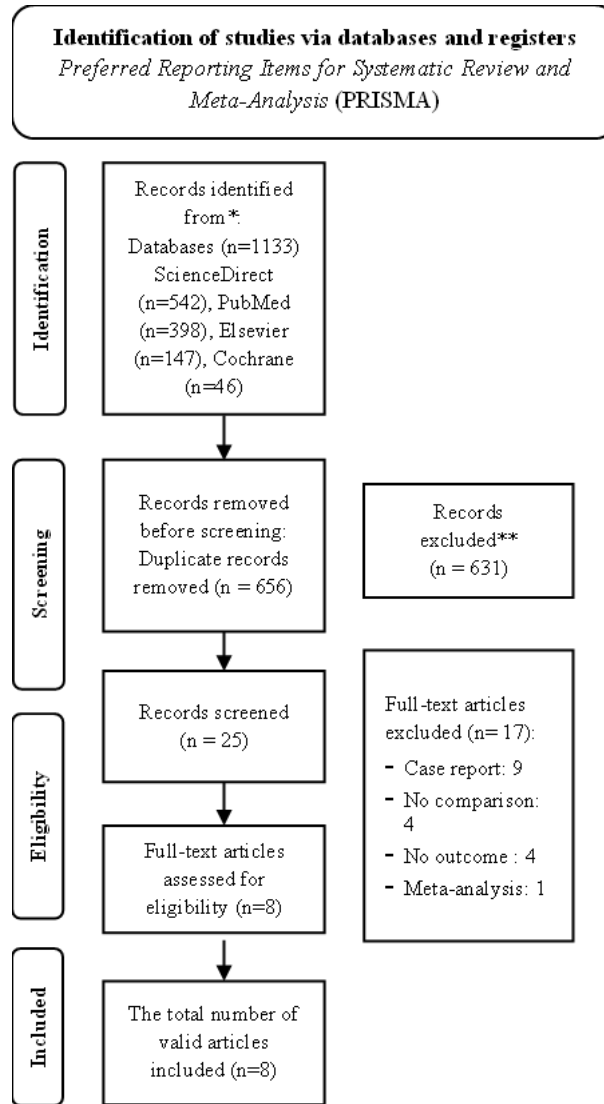 Identification of studies via databases and registers
Preferred Reporting Items for Systematic Review and
Meta-Analysis (PRISMA)
Identification
Records identified
from*:
Databases (n=1133)
ScienceDirect
(n=542), PubMed
(n=398), Elsevier
(n=147), Cochrane
(n=46)
Screening
Records removed
before screening:
Duplicate records
removed (n = 656)
Records
excluded**
(n = 631)
Records screened
(n = 25)
Full-text articles
excluded (n= 17):
- Case report: 9
- No comparison:
4
- No outcome : 4
- Meta-analysis: 1
Eligibility
Full-text articles
assessed for
eligibility (n=8)
Included
The total number of
valid articles
included (n=8)